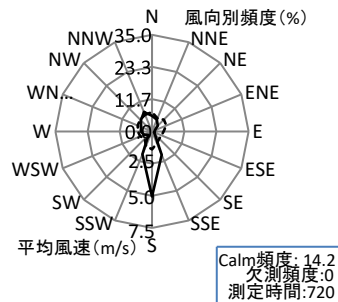 N 風向別頻度(%)
35.0
NNW NNE
NW 23.3 NE
WN... 11.7 ENE
W 0.0 E
WSW 2.5 ESE
SW 5.0 SE
SSW SSE
7.5
平均風速(m/s) S
Calm頻度: 14.2
欠測頻度:0
測定時間:720